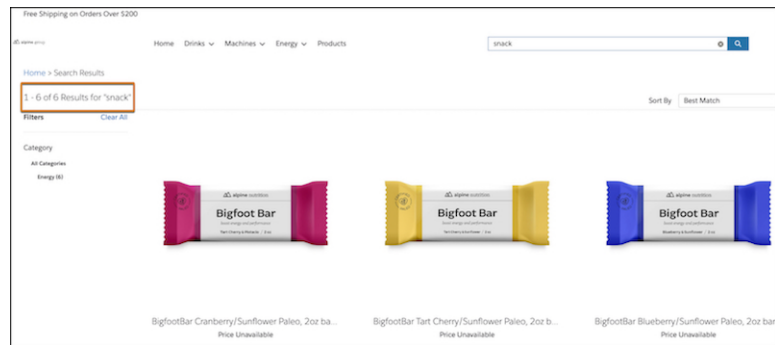 Free Shipping on Orders Over $200
alpine group
Home Drinks Machines Energy Products
snack
Home > Search Results
1 - 6 of 6 Results for "snack"
Sort By Best Match
Filters Clear All
Category
All Categories
Energy (6)
alpine nutrition alpine nutrition alpine nutrition
Bigfoot Bar Bigfoot Bar Bigfoot Bar
BigfootBar Cranberry/Sunflower Paleo, 2oz ba... BigfootBar Tart Cherry/Sunflower Paleo, 2oz b... BigfootBar Blueberry/Sunflower Paleo, 2oz bar
Price Unavailable Price Unavailable Price Unavailable